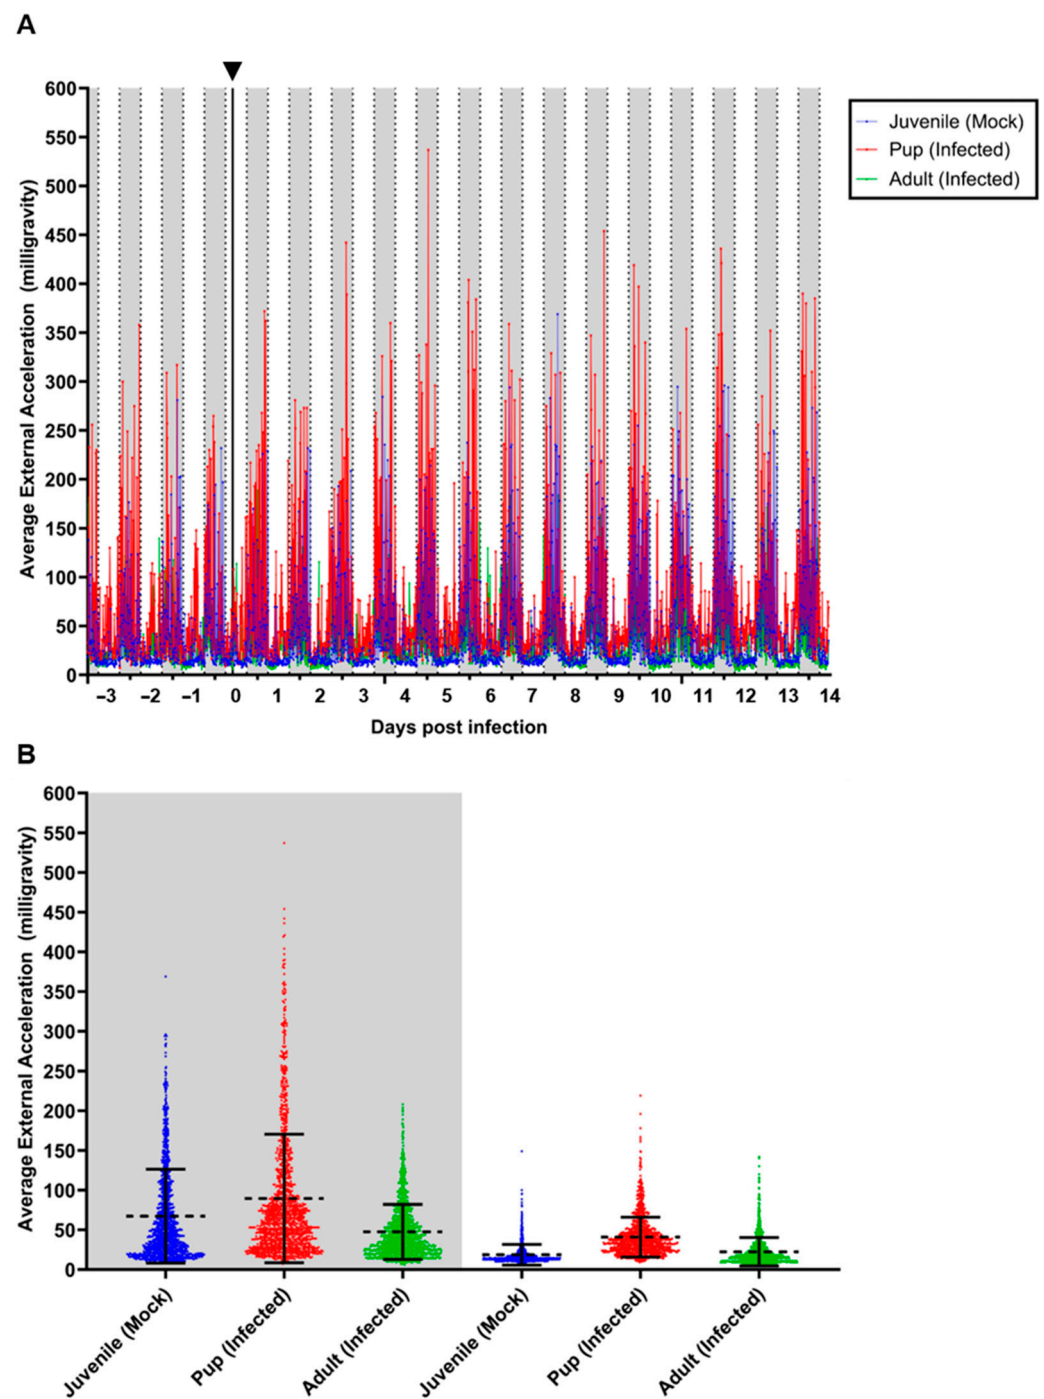 A
600
550
500
450
400
350
300
250
200
150
100
50
0
Average External Acceleration (milligravity)
Juvenile (Mock)
Pup (Infected)
Adult (Infected)
−3 −2 −1 0 1 2 3 4 5 6 7 8 9 10 11 12 13 14
Days post infection
B
600
550
500
450
400
350
300
250
200
150
100
50
0
Average External Acceleration (milligravity)
Juvenile (Mock)
Pup (Infected)
Adult (Infected)
Juvenile (Mock)
Pup (Infected)
Adult (Infected)